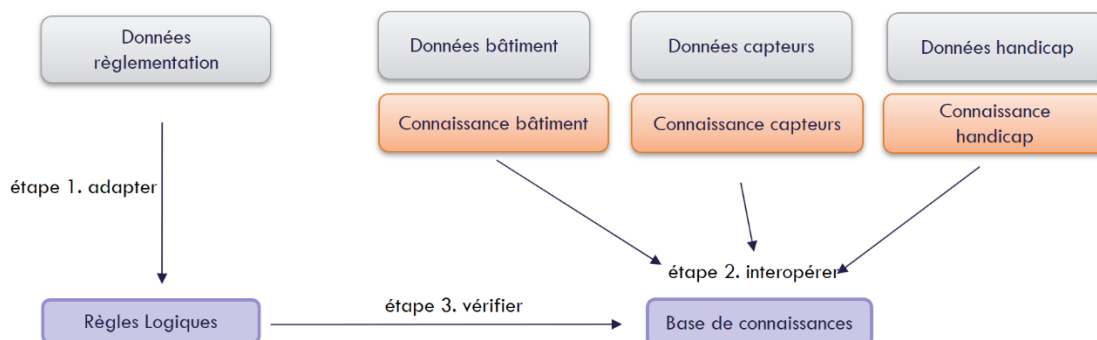 Données
règlementation
Données bâtiment
Données capteurs
Données handicap
Connaissance bâtiment
Connaissance capteurs
Connaissance
handicap
étape 1. adapter
étape 2. interopérer
étape 3. vérifier
Règles Logiques
Base de connaissances